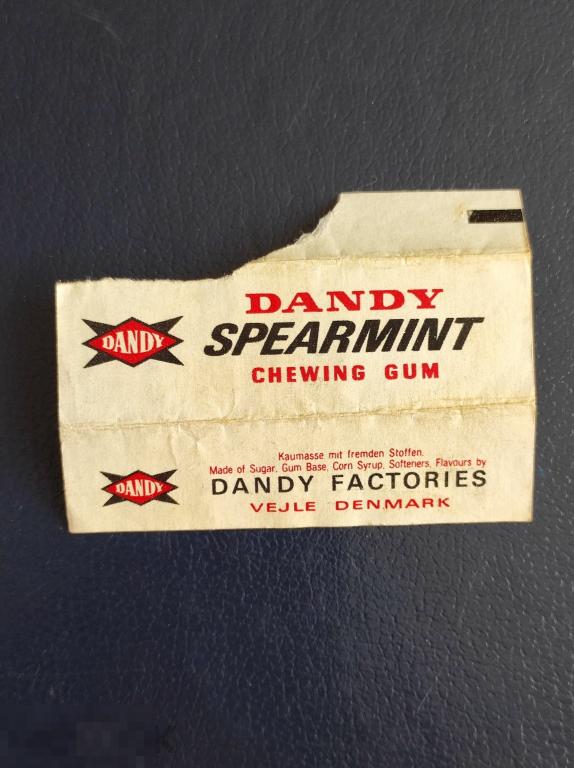 DANDY
DANDY
SPEARMINT
CHEWING GUM
DANDY
Kaumasse mit fremden Stoffen.
Made of Sugar, Gum Base, Corn Syrup, Softeners, Flavours by
DANDY FACTORIES
VEJLE DENMARK